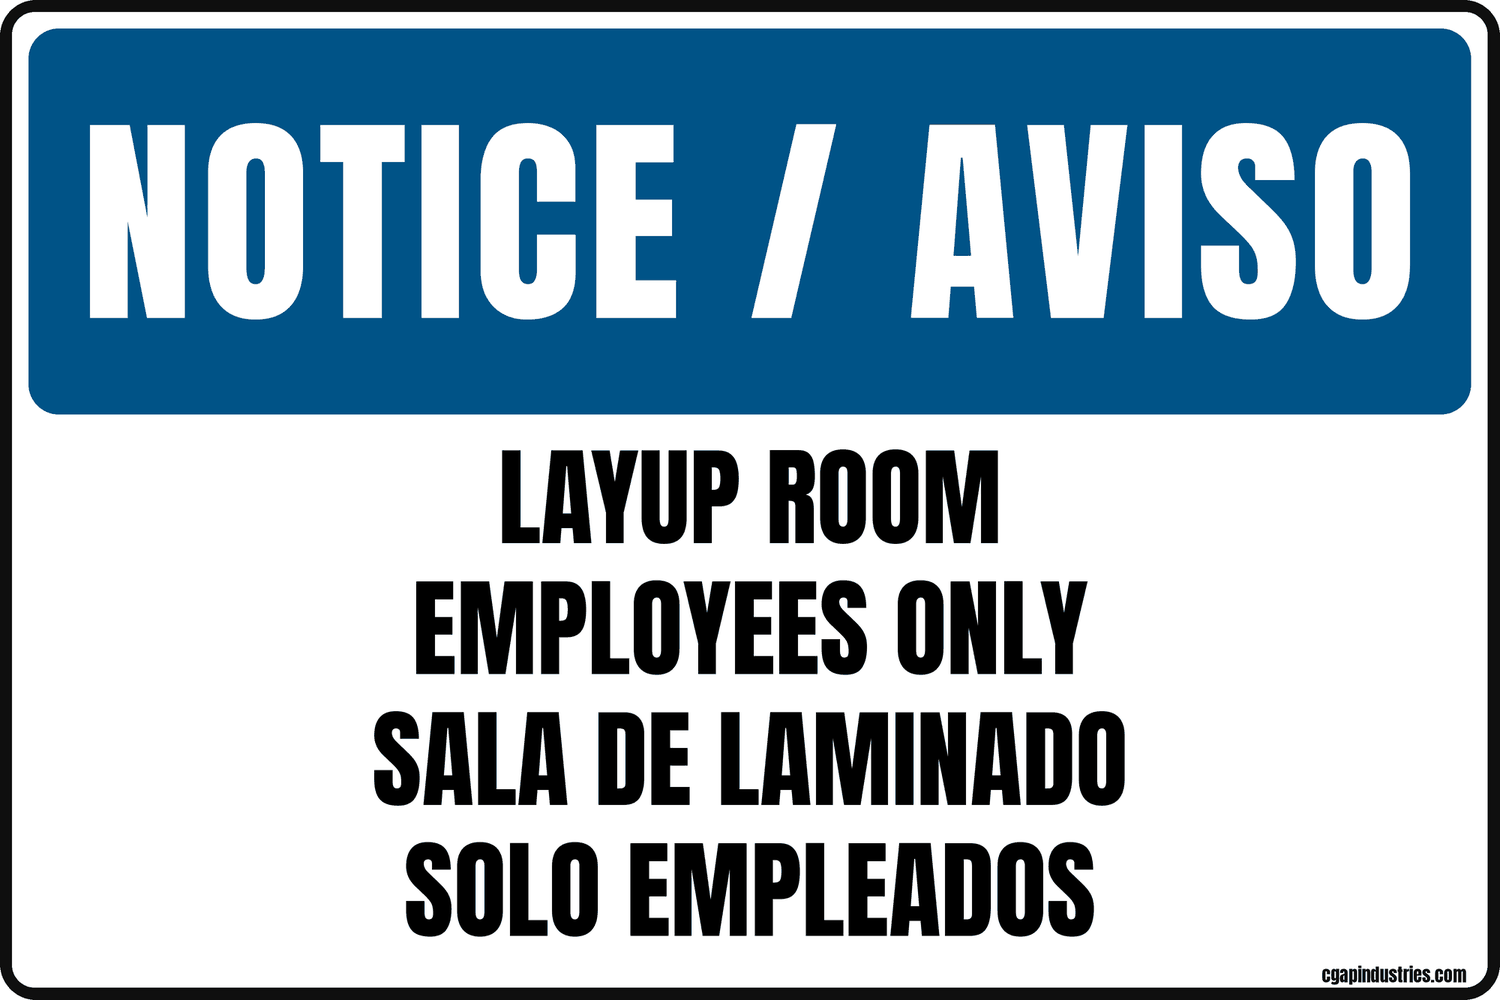 NOTICE / AVISO
LAYUP ROOM
EMPLOYEES ONLY
SALA DE LAMINADO
SOLO EMPLEADOS
cgapindustries.com